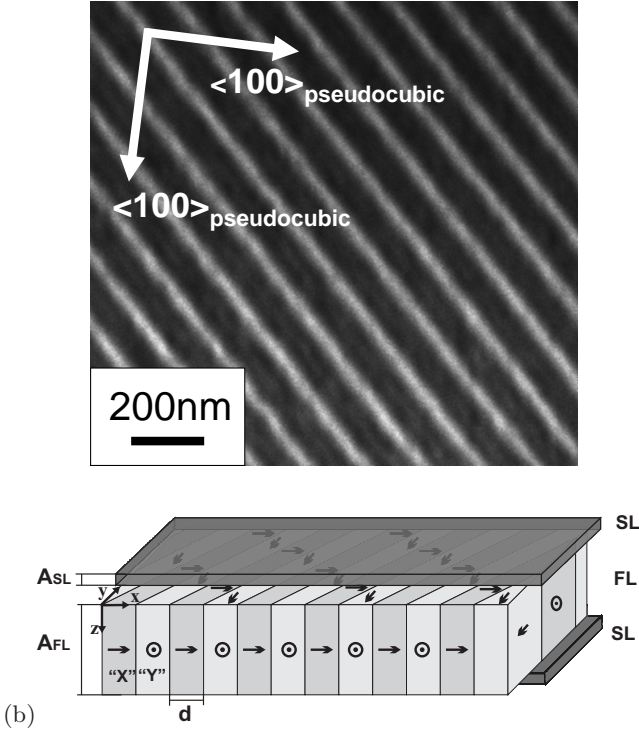 <100>pseudocubic
<100>pseudocubic
200nm
SL
ASL
FL
y
x
z
AFL
SL
"X" "Y"
d
(b)